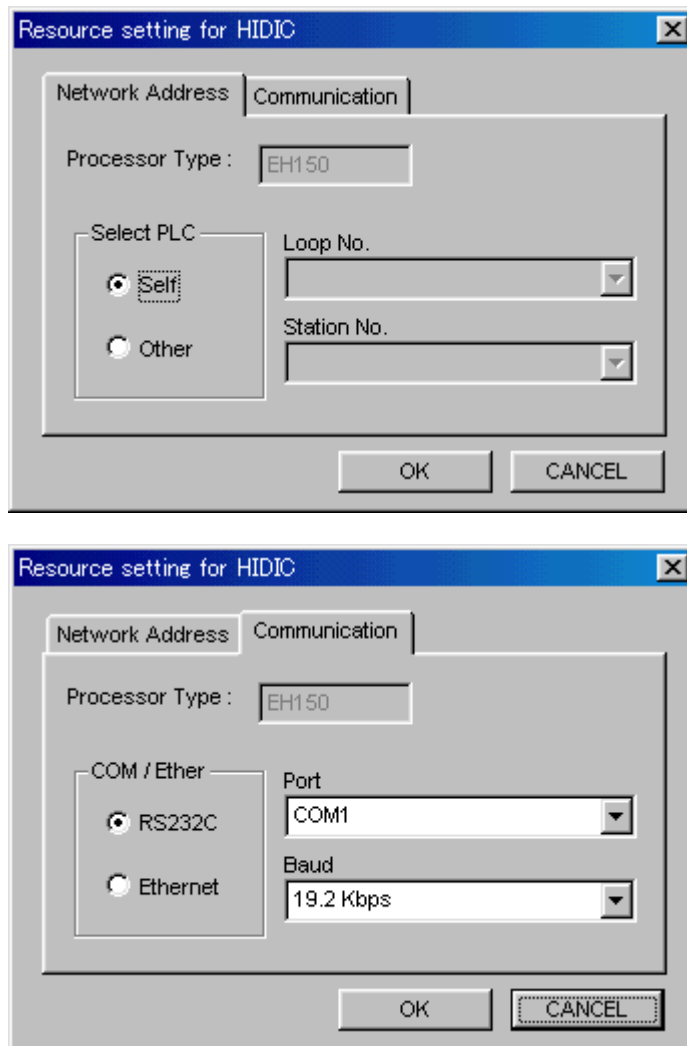 Resource setting for HIDIC
Network Address Communication
Processor Type : EH150
Select PLC
Self
Other
Loop No.
Station No.
OK CANCEL
Resource setting for HIDIC
Network Address Communication
Processor Type : EH150
COM / Ether
RS232C
Ethernet
Port
COM1
Baud
19.2 Kbps
OK CANCEL